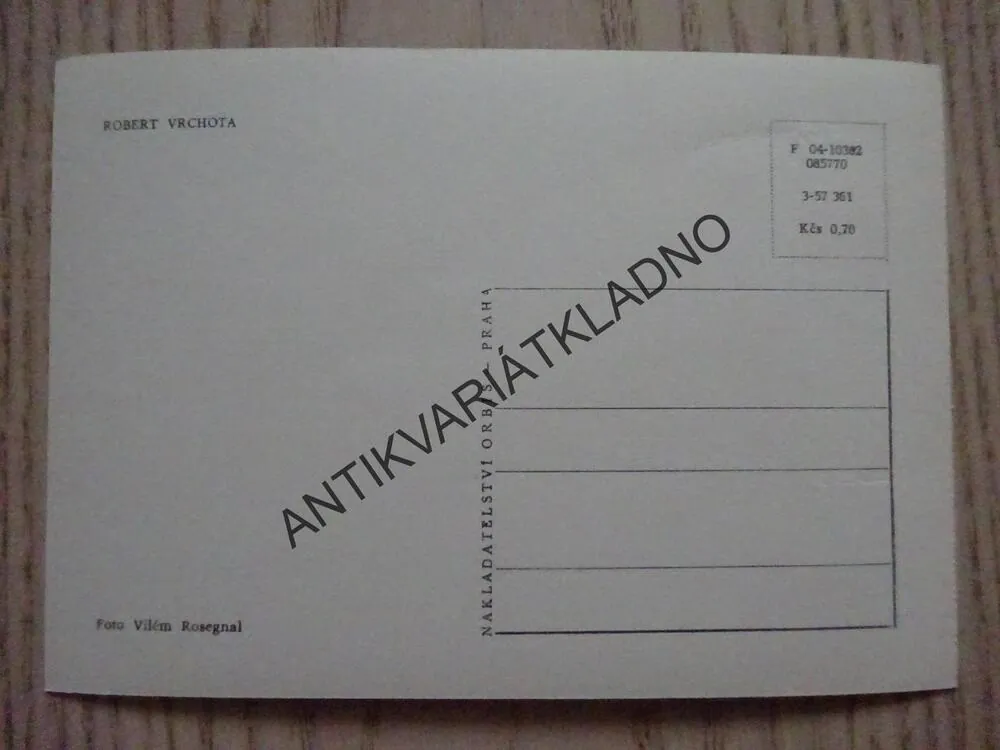 ROBERT VRCHOTA
F 04-10382
085770
3-57 361
Kčs 0,70
NAKLADATELSTVÍ ORBIS - PRAHA
ANTIKVARIÁTKLADNO
Foto Vilém Rosegnal